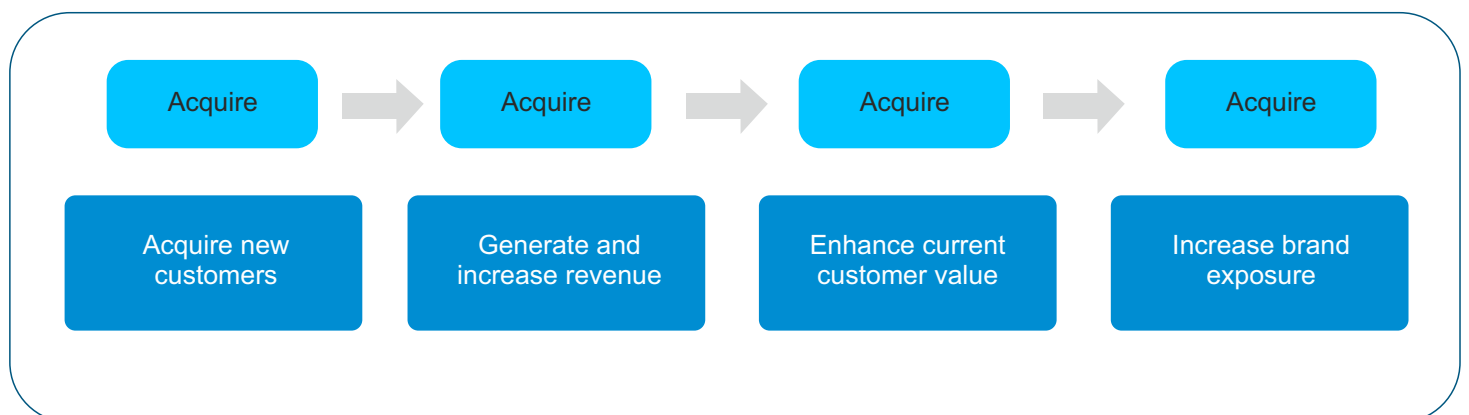 Acquire
Acquire
Acquire
Acquire
Acquire new
customers
Generate and
increase revenue
Enhance current
customer value
Increase brand
exposure